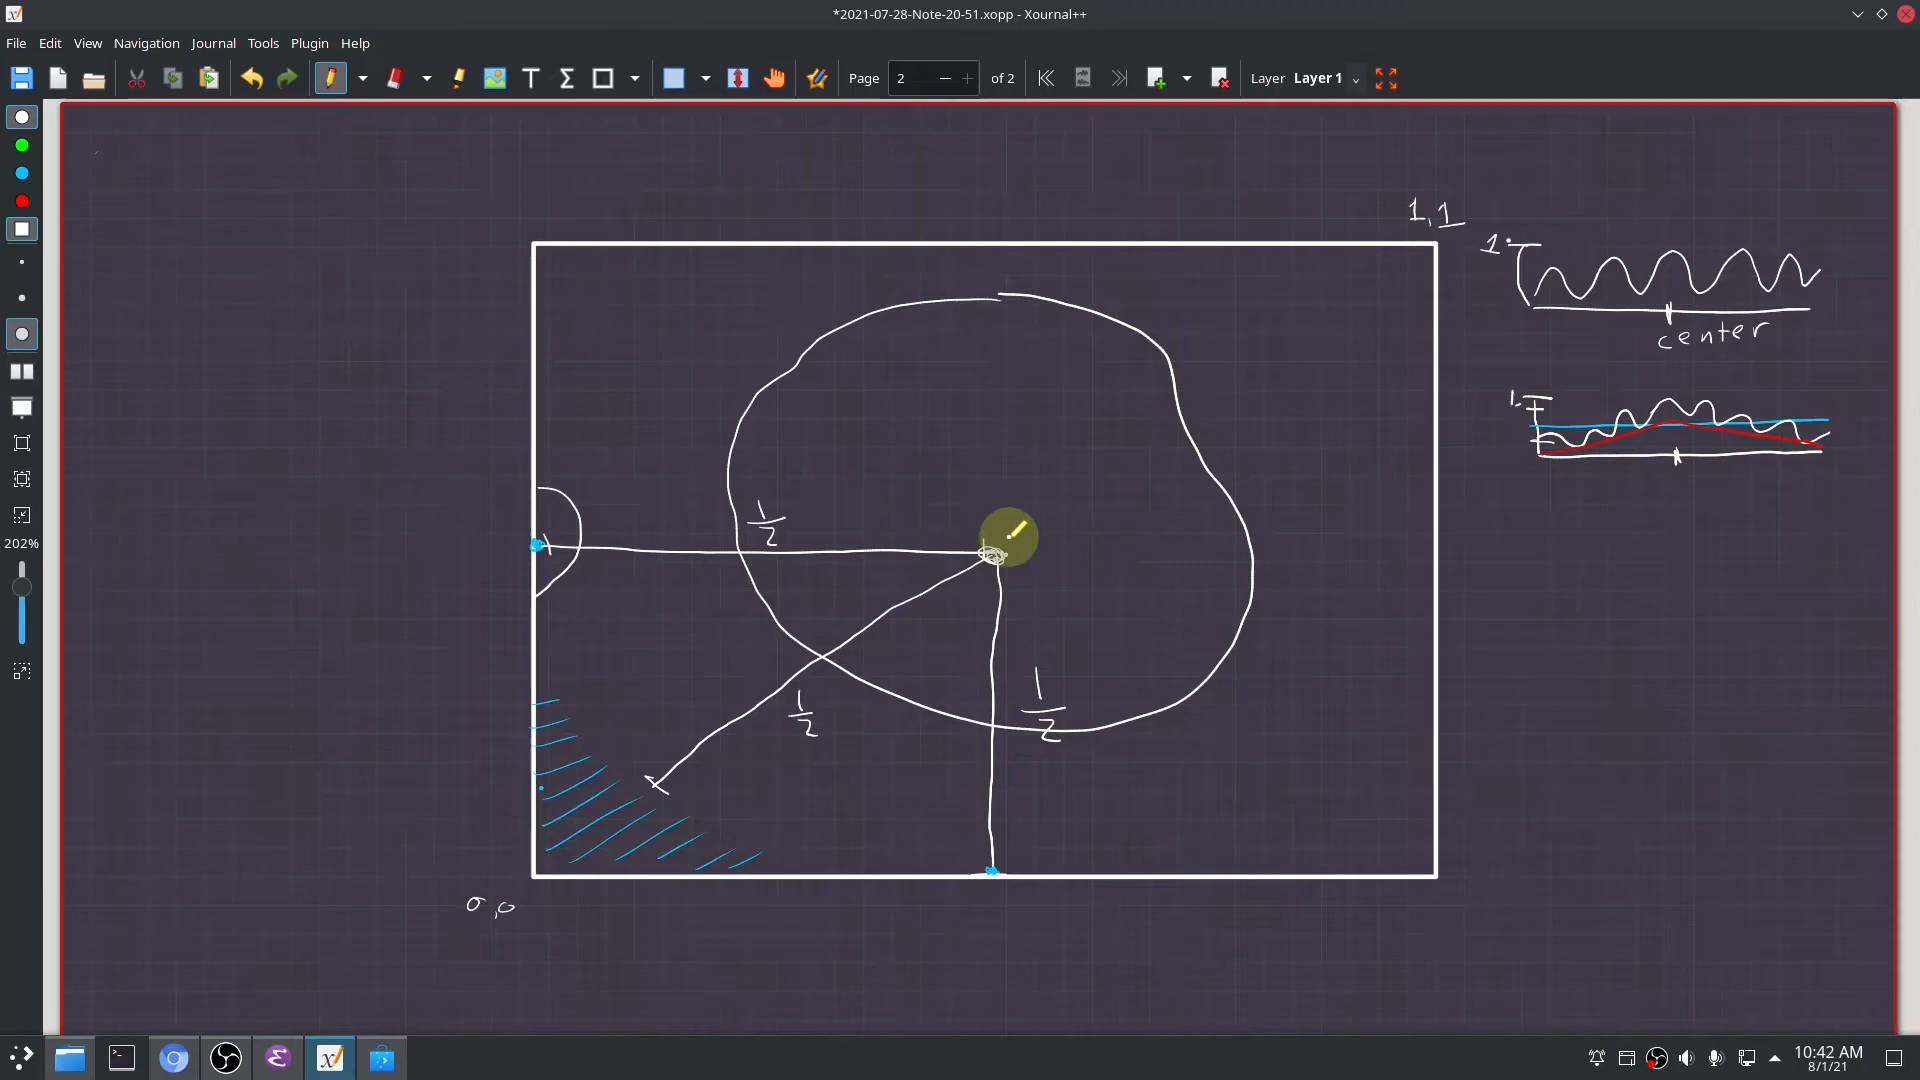 *2021-07-28-Note-20-51.xopp - Xournal++
File Edit View Navigation Journal Tools Plugin Help
Page 2 of 2 Layer Layer 1
202%
1,1
1.
center
1.
1/2
1/2
1/2
0,0
10:42 AM
8/1/21